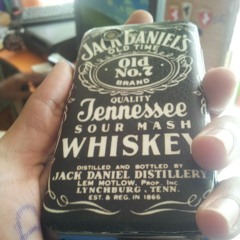 JACK DANIEL'S
OLD TIME
Old
No. 7
BRAND
QUALITY
Tennessee
SOUR MASH
WHISKEY
DISTILLED AND BOTTLED BY
JACK DANIEL DISTILLERY
LEM MOTLOW, PROP. INC
LYNCHBURG, TENN.
EST. & REG. IN 1866